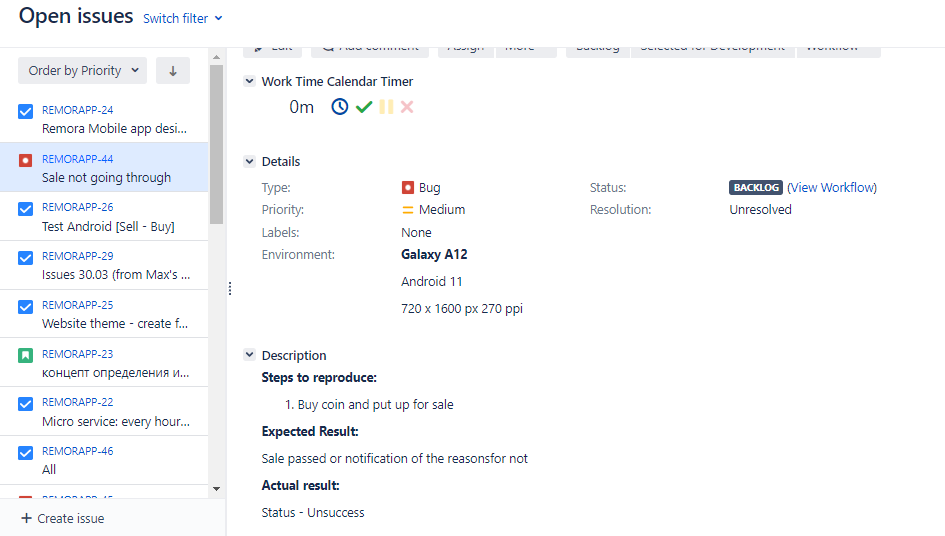 Open issues Switch filter
Edit Add comment Assign More Backlog Selected for Development Workflow
Order by Priority
REMORAPP-24
Remora Mobile app desi...
REMORAPP-44
Sale not going through
REMORAPP-26
Test Android [Sell - Buy]
REMORAPP-29
Issues 30.03 (from Max's ...
REMORAPP-25
Website theme - create f...
REMORAPP-23
концепт определения и...
REMORAPP-22
Micro service: every hour...
REMORAPP-46
All
+ Create issue
Work Time Calendar Timer
0m
Details
Type: Bug Status: BACKLOG (View Workflow)
Priority: Medium Resolution: Unresolved
Labels: None
Environment: Galaxy A12
Android 11
720 x 1600 px 270 ppi
Description
Steps to reproduce:
1. Buy coin and put up for sale
Expected Result:
Sale passed or notification of the reasonsfor not
Actual result:
Status - Unsuccess